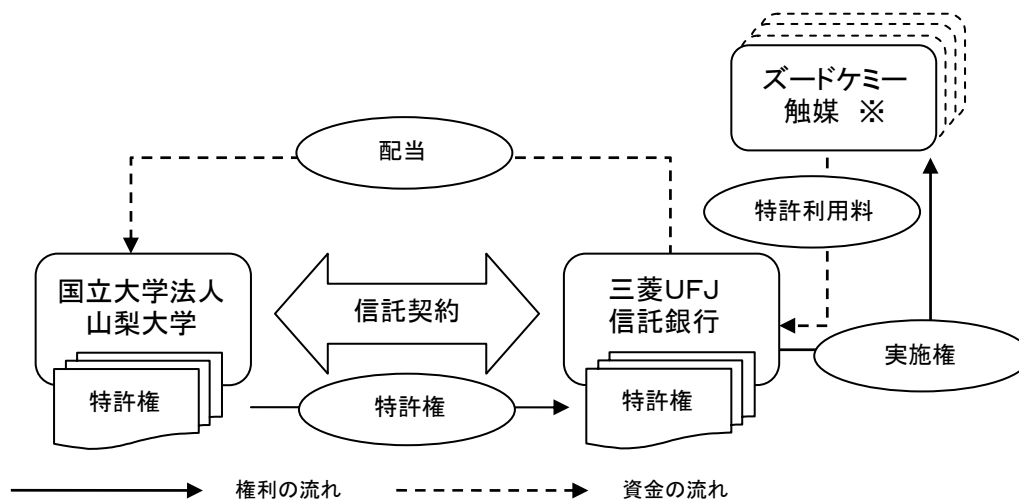 ズードケミー
触媒 ※
配当
特許利用料
国立大学法人
山梨大学
信託契約
三菱UFJ
信託銀行
実施権
特許権
特許権
特許権
権利の流れ
資金の流れ